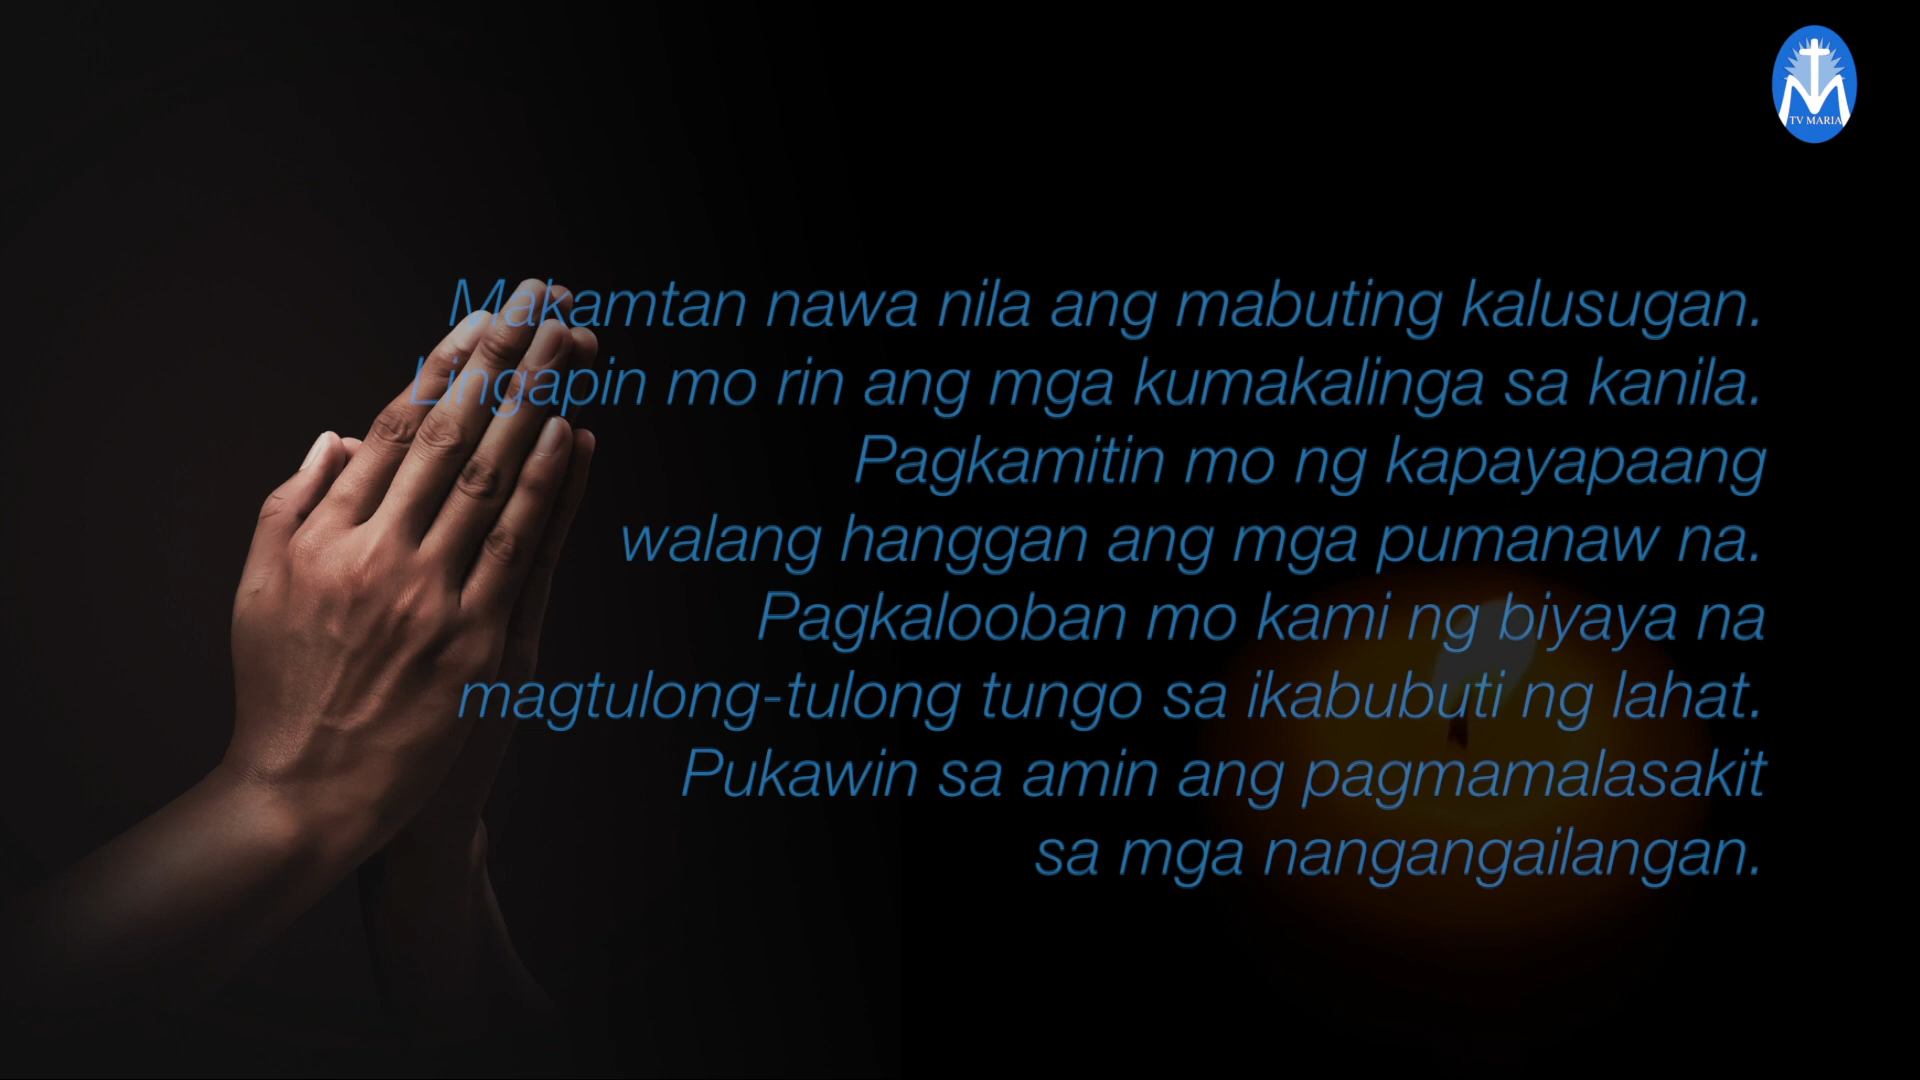 TV MARIA
Makamtan nawa nila ang mabuting kalusugan.
Lingapin mo rin ang mga kumakalinga sa kanila.
Pagkamitin mo ng kapayapaang
walang hanggan ang mga pumanaw na.
Pagkalooban mo kami ng biyaya na
magtulong-tulong tungo sa ikabubuti ng lahat.
Pukawin sa amin ang pagmamalasakit
sa mga nangangailangan.